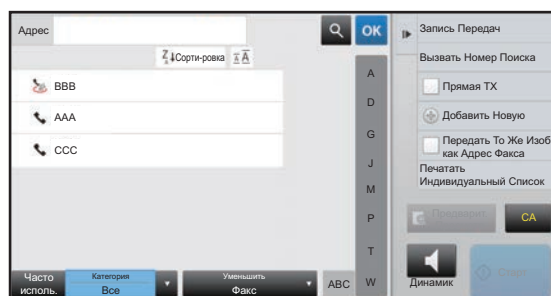 Адрес
OK
Сорти-ровка
BBB
AAA
CCC
A
D
G
J
M
P
T
W
Часто
исполь.
Категория
Все
Уменьшить
Факс
ABC
Запись Передач
Вызвать Номер Поиска
Прямая TX
Добавить Новую
Передать То Же Изоб
как Адрес Факса
Печатать
Индивидуальный Список
CA
Динамик
Старт